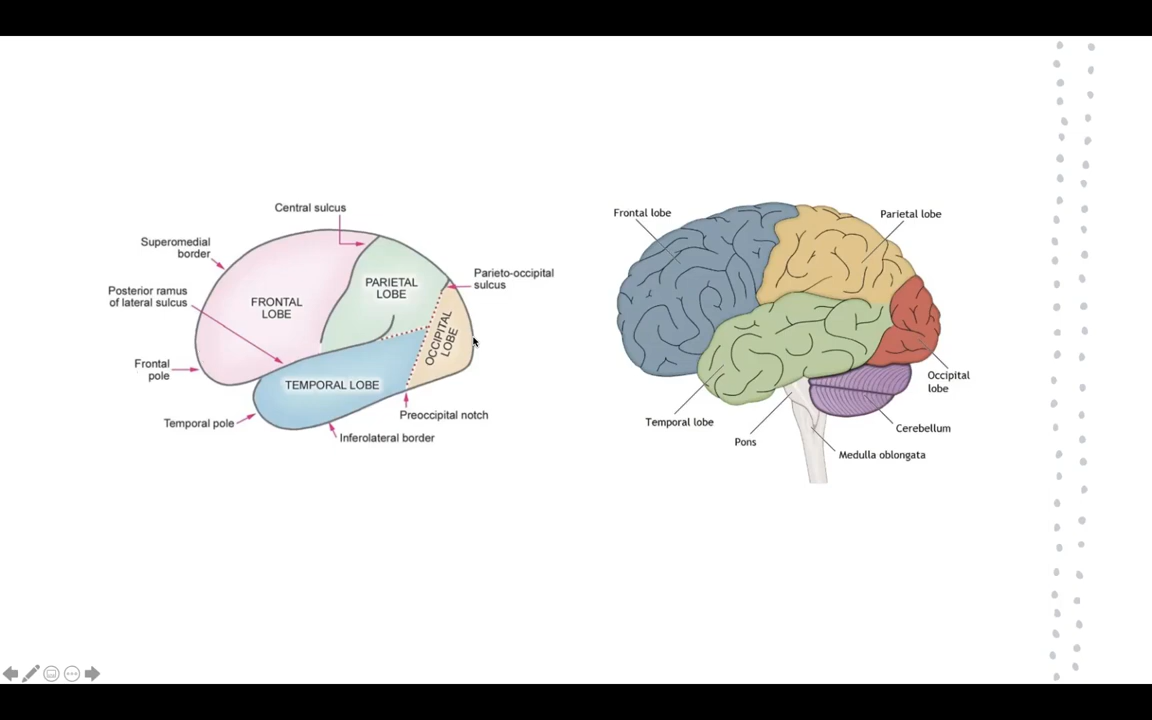 Central sulcus
Superomedial
border
Posterior ramus
of lateral sulcus
Frontal
pole
Temporal pole
FRONTAL
LOBE
PARIETAL
LOBE
OCCIPITAL
LOBE
TEMPORAL LOBE
Parieto-occipital
sulcus
Preoccipital notch
Inferolateral border
Frontal lobe
Parietal lobe
Occipital
lobe
Temporal lobe
Pons
Cerebellum
Medulla oblongata